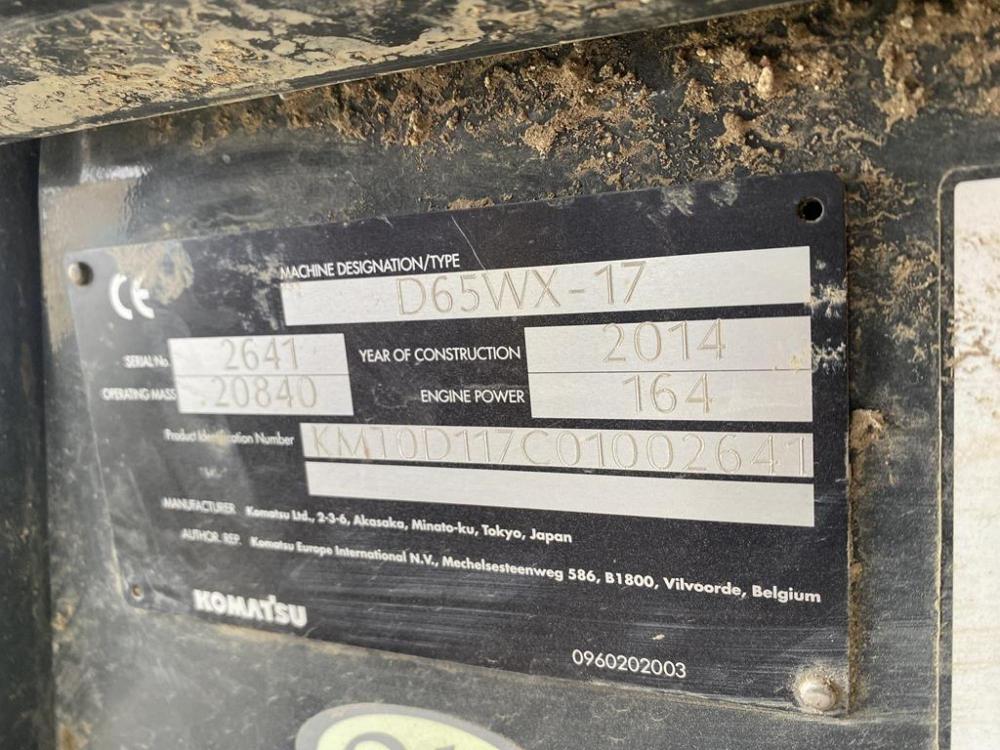 CE
MACHINE DESIGNATION/TYPE
D65WX-17
SERIAL No. 2641 YEAR OF CONSTRUCTION 2014
OPERATING MASS 20840 ENGINE POWER 164
Product Identification Number KMT0D117C01002641
MANUFACTURER Komatsu Ltd., 2-3-6, Akasaka, Minato-ku, Tokyo, Japan
AUTHOR. REP. Komatsu Europe International N.V., Mechelsesteenweg 586, B1800, Vilvoorde, Belgium
KOMATSU
0960202003